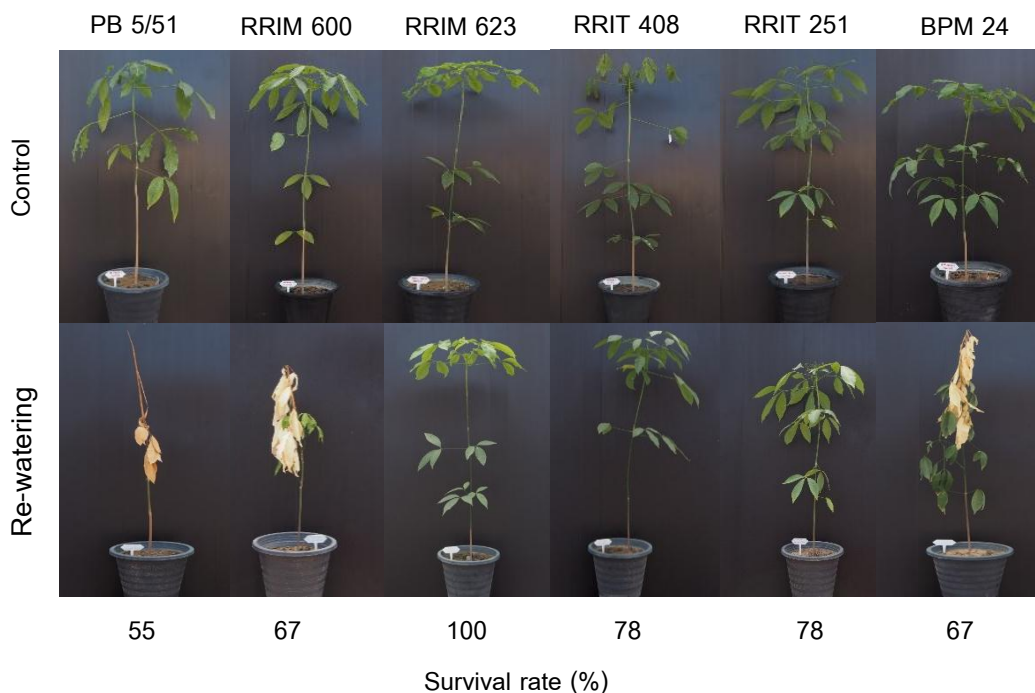 PB 5/51 RRIM 600 RRIM 623 RRIT 408 RRIT 251 BPM 24
Control
Re-watering
55 67 100 78 78 67
Survival rate (%)